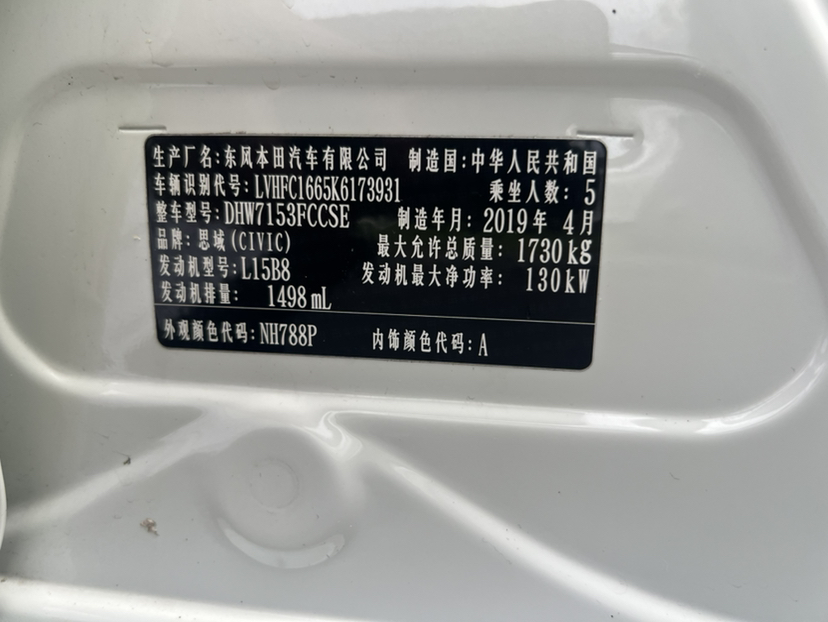 生产厂名：东风本田汽车有限公司 制造国：中华人民共和国
车辆识别代号：LVHFC1665K6173931 乘坐人数：5
整车型号：DHW7153FCCSE 制造年月：2019年 4月
品牌：思域(CIVIC) 最大允许总质量：1730kg
发动机型号：L15B8 发动机最大净功率：130kW
发动机排量：1498mL
外观颜色代码：NH788P 内饰颜色代码：A